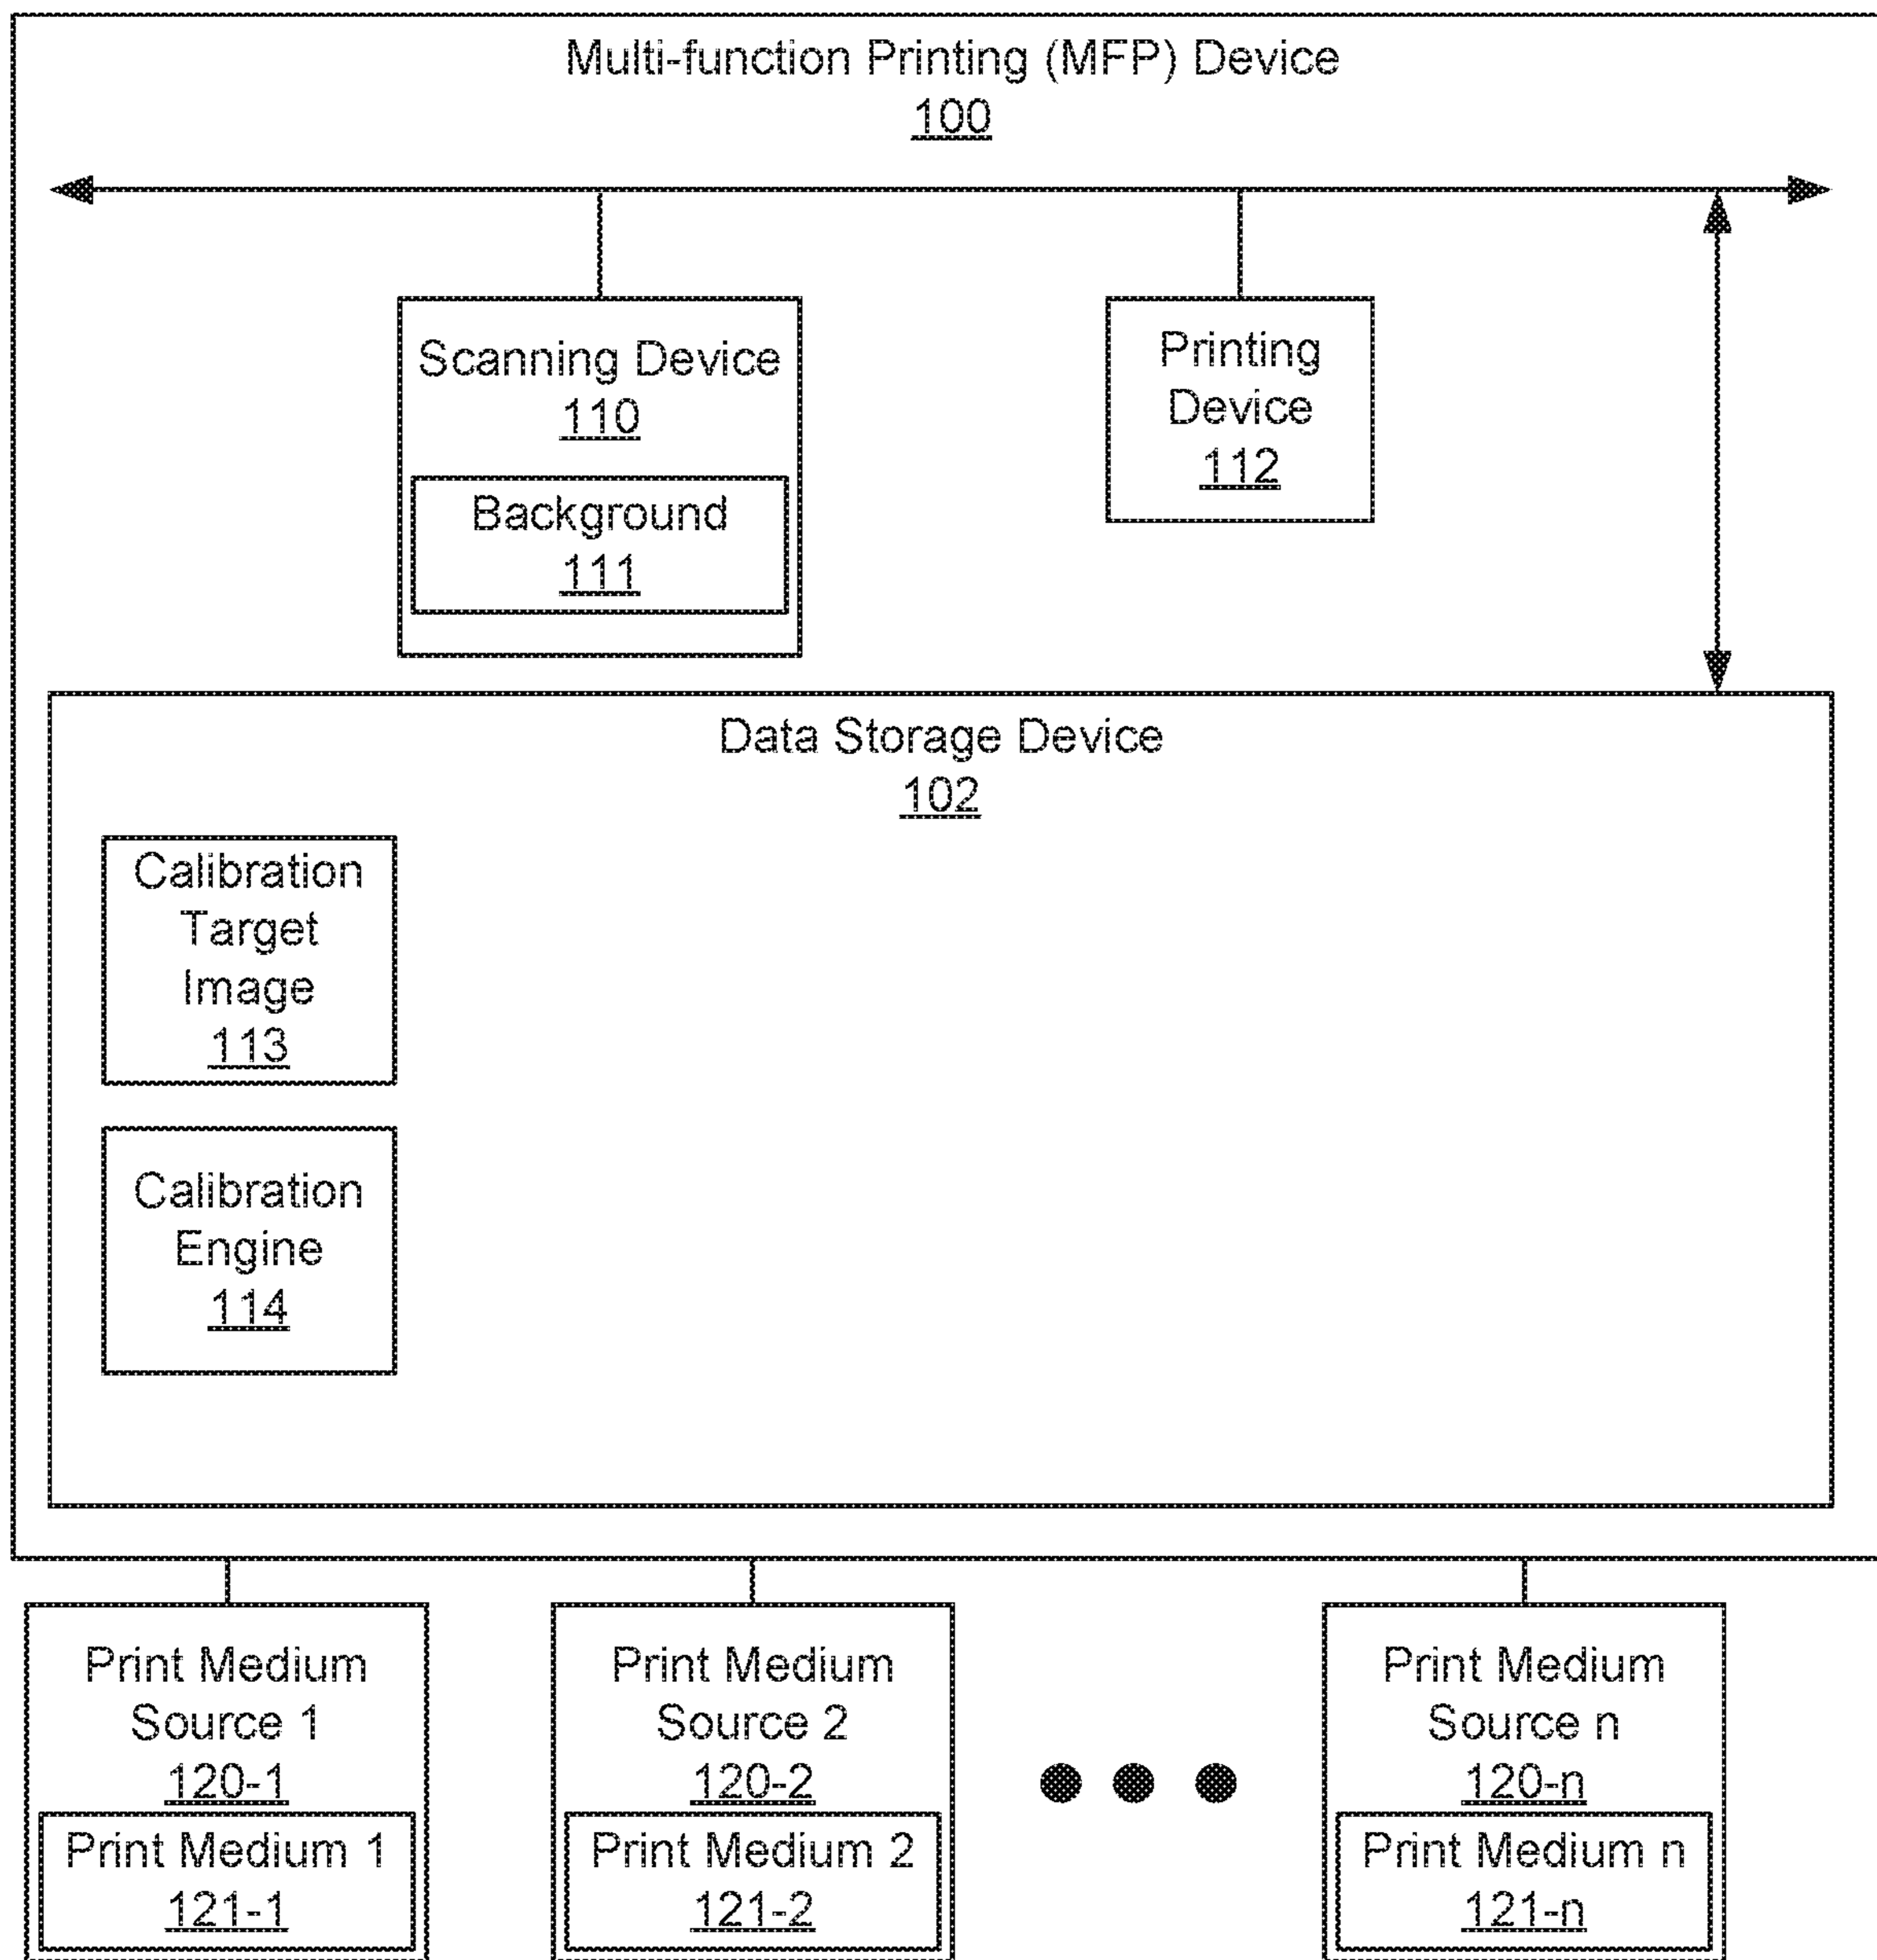 Multi-function Printing (MFP) Device
100
Scanning Device
110
Background
111
Printing
Device
112
Data Storage Device
102
Calibration
Target
Image
113
Calibration
Engine
114
Print Medium
Source 1
120-1
Print Medium 1
121-1
Print Medium
Source 2
120-2
Print Medium 2
121-2
Print Medium
Source n
120-n
Print Medium n
121-n